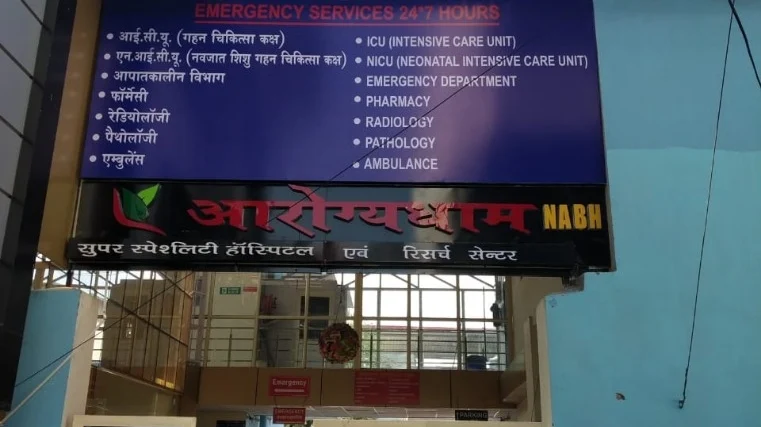 EMERGENCY SERVICES 24*7 HOURS
• आई.सी.यू. (गहन चिकित्सा कक्ष)
• एन.आई.सी.यू. (नवजात शिशु गहन चिकित्सा कक्ष)
• आपातकालीन विभाग
• फॉर्मेसी
• रेडियोलॉजी
• पैथोलॉजी
• एम्बुलेंस
• ICU (INTENSIVE CARE UNIT)
• NICU (NEONATAL INTENSIVE CARE UNIT)
• EMERGENCY DEPARTMENT
• PHARMACY
• RADIOLOGY
• PATHOLOGY
• AMBULANCE
आरोग्यधाम NABH
सुपर स्पेश्लिटी हॉस्पिटल एवं रिसर्च सेन्टर
Emergency
EMERGENCY
PARKING